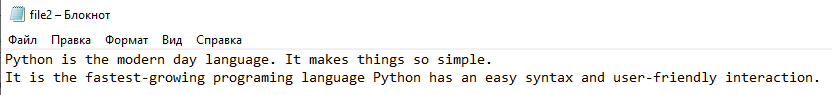 file2 – Блокнот
Файл Правка Формат Вид Справка
Python is the modern day language. It makes things so simple.
It is the fastest-growing programing language Python has an easy syntax and user-friendly interaction.